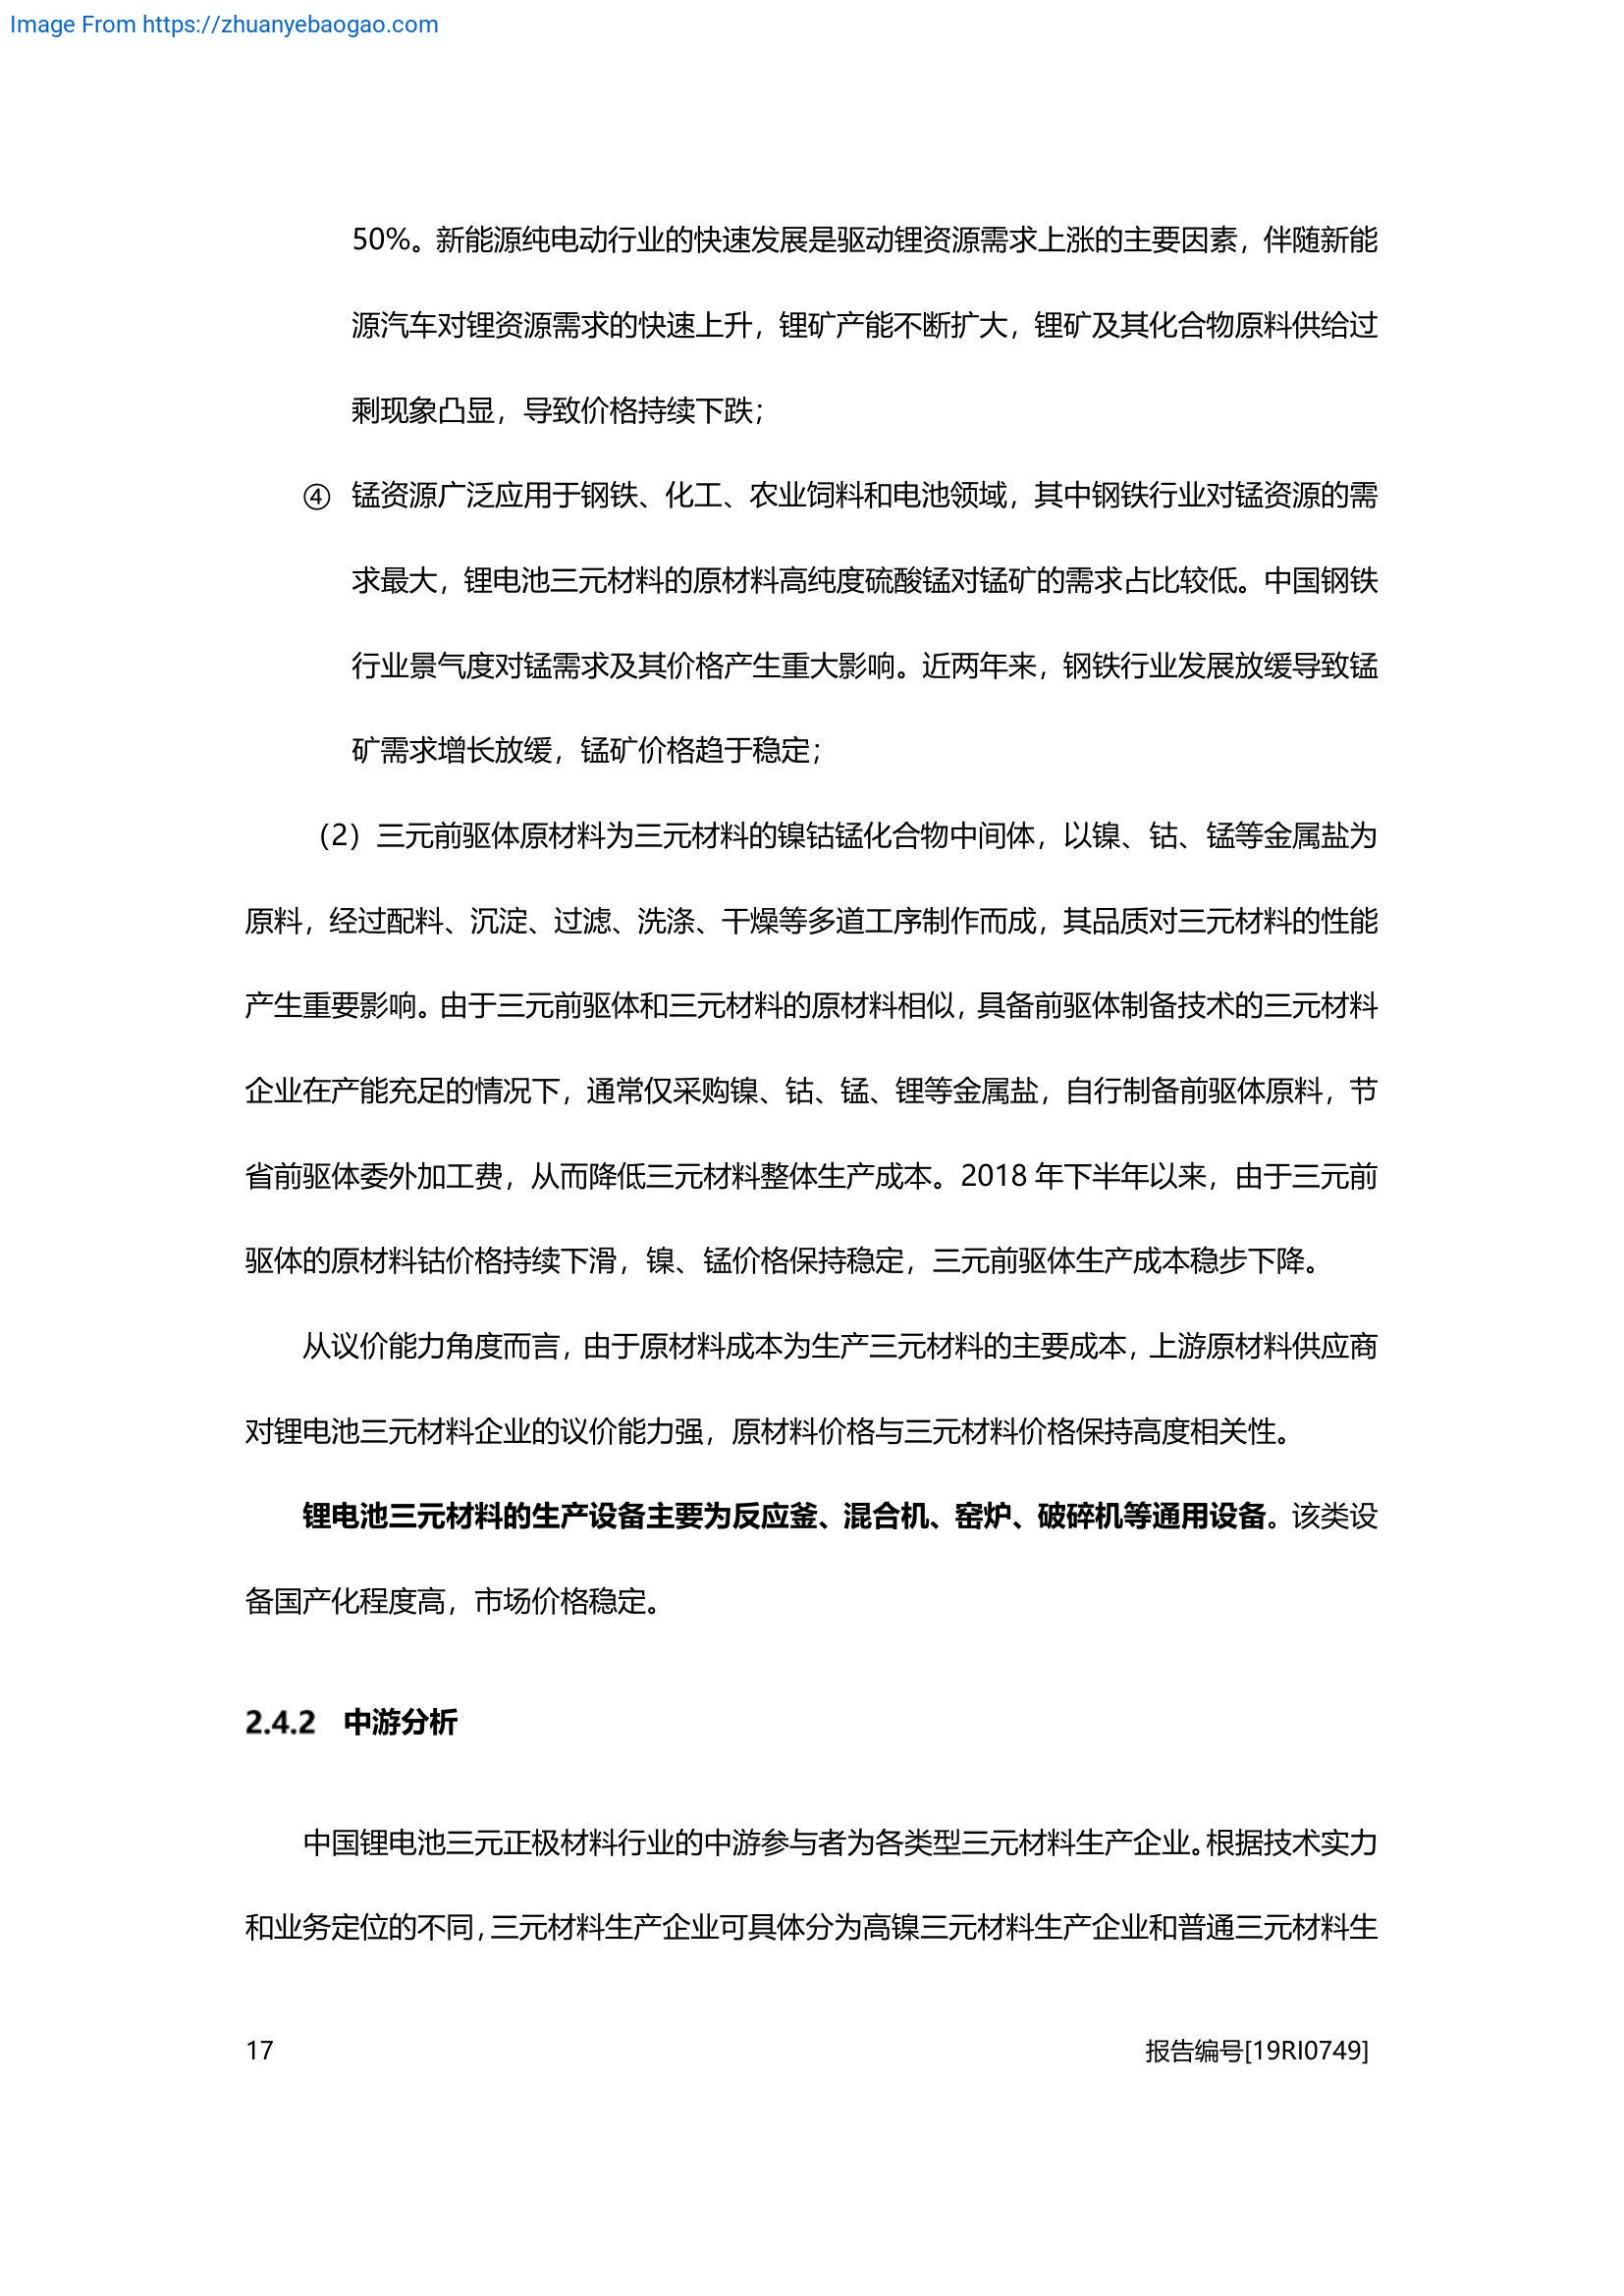 Image From https://zhuanyebaogao.com
50%。新能源纯电动行业的快速发展是驱动锂资源需求上涨的主要因素，伴随新能
源汽车对锂资源需求的快速上升，锂矿产能不断扩大，锂矿及其化合物原料供给过
剩现象凸显，导致价格持续下跌；
④ 锰资源广泛应用于钢铁、化工、农业饲料和电池领域，其中钢铁行业对锰资源的需
求最大，锂电池三元材料的原材料高纯度硫酸锰对锰矿的需求占比较低。中国钢铁
行业景气度对锰需求及其价格产生重大影响。近两年来，钢铁行业发展放缓导致锰
矿需求增长放缓，锰矿价格趋于稳定；
（2）三元前驱体原材料为三元材料的镍钴锰化合物中间体，以镍、钴、锰等金属盐为
原料，经过配料、沉淀、过滤、洗涤、干燥等多道工序制作而成，其品质对三元材料的性能
产生重要影响。由于三元前驱体和三元材料的原材料相似，具备前驱体制备技术的三元材料
企业在产能充足的情况下，通常仅采购镍、钴、锰、锂等金属盐，自行制备前驱体原料，节
省前驱体委外加工费，从而降低三元材料整体生产成本。2018 年下半年以来，由于三元前
驱体的原材料钴价格持续下滑，镍、锰价格保持稳定，三元前驱体生产成本稳步下降。
从议价能力角度而言，由于原材料成本为生产三元材料的主要成本，上游原材料供应商
对锂电池三元材料企业的议价能力强，原材料价格与三元材料价格保持高度相关性。
锂电池三元材料的生产设备主要为反应釜、混合机、窑炉、破碎机等通用设备。该类设
备国产化程度高，市场价格稳定。
2.4.2 中游分析
中国锂电池三元正极材料行业的中游参与者为各类型三元材料生产企业。根据技术实力
和业务定位的不同，三元材料生产企业可具体分为高镍三元材料生产企业和普通三元材料生
17
报告编号[19RI0749]